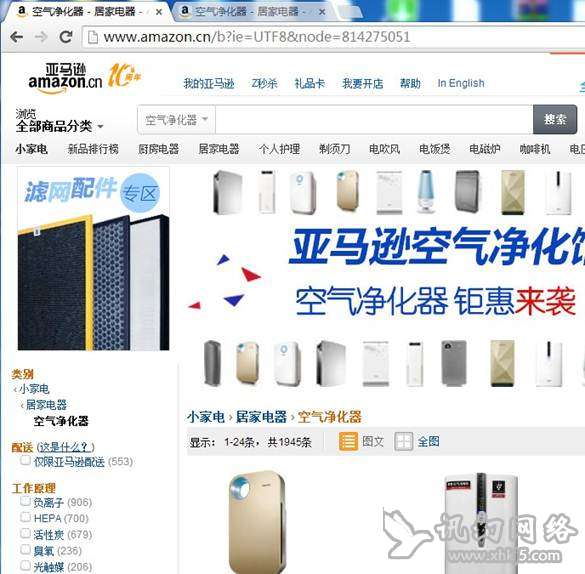 空气净化器 - 居家电器 - 
空气净化器 - 居家电器 - 
www.amazon.cn/b?ie=UTF8&node=814275051
亚马逊
amazon.cn
10周年
我的亚马逊 Z秒杀 礼品卡 我要开店 帮助 In English
浏览
全部商品分类
空气净化器
搜索
小家电 新品排行榜 厨房电器 居家电器 个人护理 剃须刀 电吹风 电饭煲 电磁炉 咖啡机
滤网配件 专区
亚马逊空气净化
空气净化器 钜惠来袭
类别
‹小家电
‹居家电器
空气净化器
配送 (这是什么?)
仅限亚马逊配送 (553)
工作原理
负离子 (906)
HEPA (700)
活性炭 (679)
臭氧 (236)
光触媒 (206)
小家电 › 居家电器 › 空气净化器
显示: 1-24条, 共1945条
图文
全图
讯幻网络
www.xhk5.com